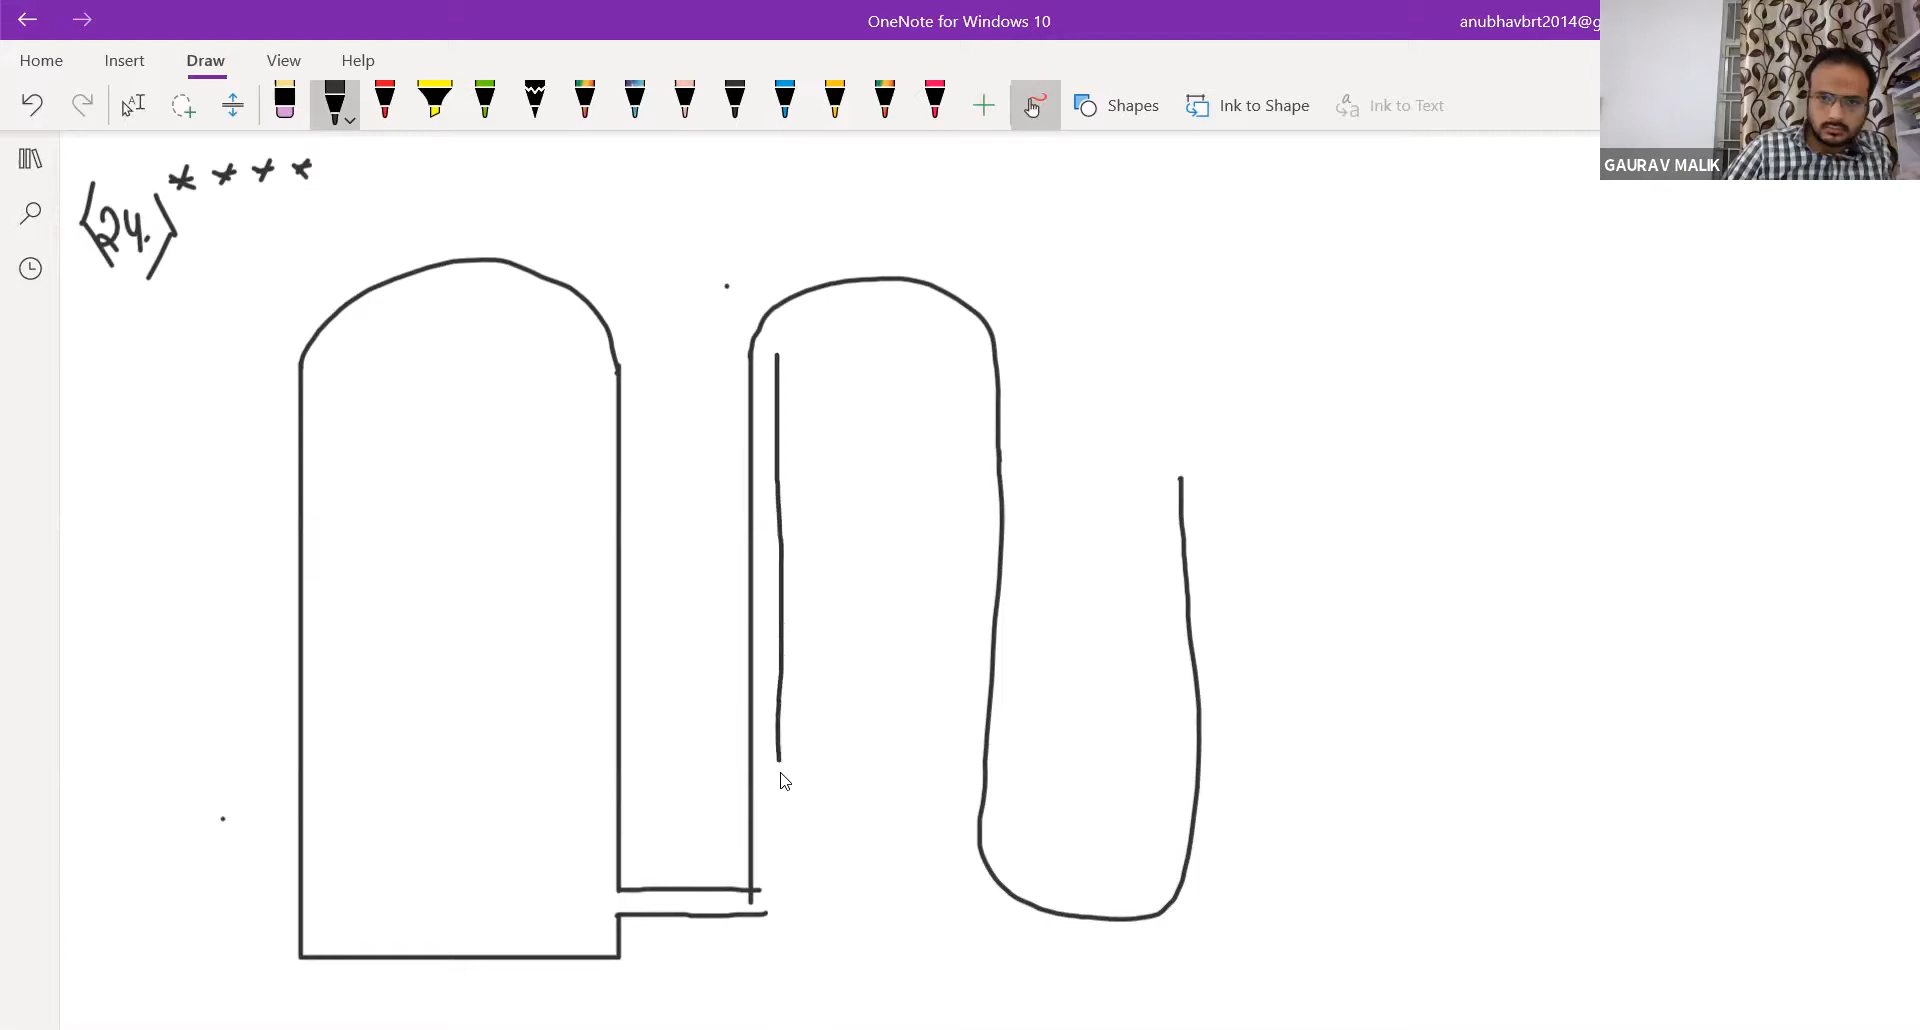 OneNote for Windows 10
anubhavbrt2014@g
Home Insert Draw View Help
Shapes Ink to Shape Ink to Text
GAURAV MALIK
⟨24.⟩ * * * *